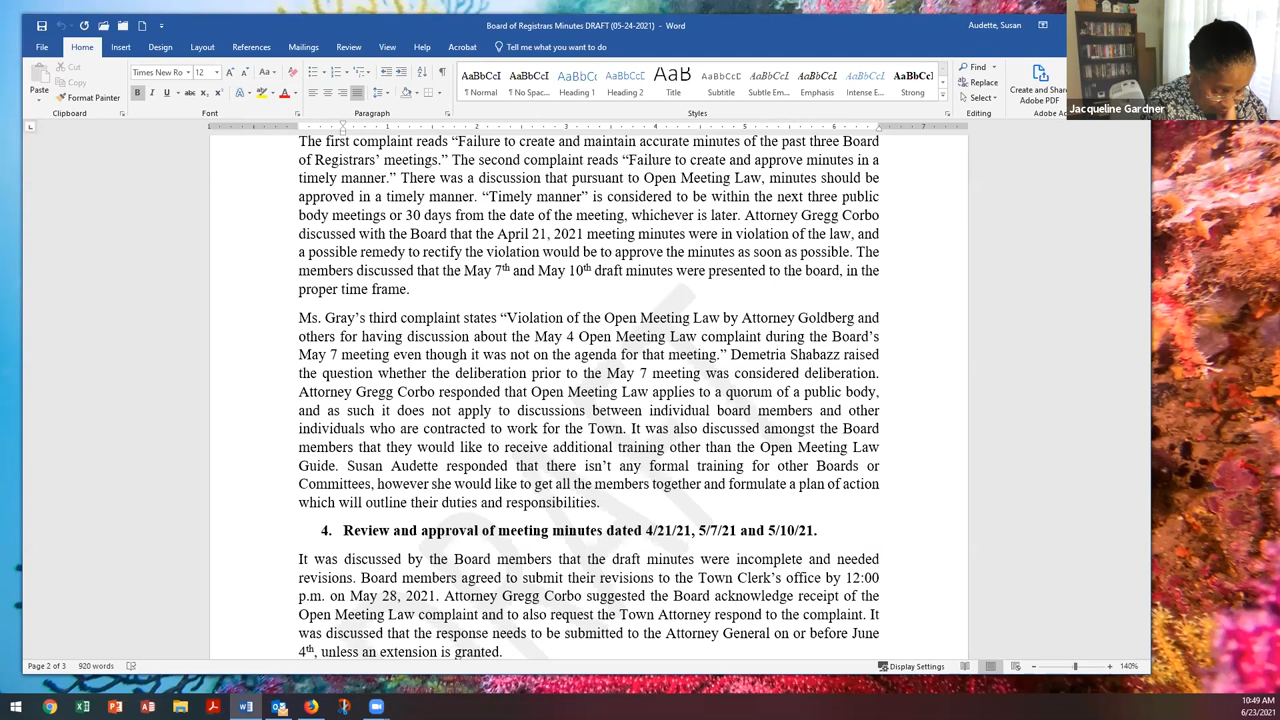 Board of Registrars Minutes DRAFT (05-24-2021) - Word
Audette, Susan
File Home Insert Design Layout References Mailings Review View Help Acrobat Tell me what you want to do
Paste
Cut
Copy
Format Painter
Clipboard
Times New Ro 12
Font
Paragraph
AaBbCcI AaBbCcI AaBbCcI AaBbCcI AaB AaBbCcI AaBbCcI AaBbCcI AaBbCcI AaBbCcI
¶ Normal ¶ No Spac... Heading 1 Heading 2 Title Subtitle Subtle Em... Emphasis Intense E... Strong
Styles
Find
Replace
Select
Editing
Create and Share
Adobe PDF
Adobe Ac
Jacqueline Gardner
The first complaint reads “Failure to create and maintain accurate minutes of the past three Board
of Registrars’ meetings.” The second complaint reads “Failure to create and approve minutes in a
timely manner.” There was a discussion that pursuant to Open Meeting Law, minutes should be
approved in a timely manner. “Timely manner” is considered to be within the next three public
body meetings or 30 days from the date of the meeting, whichever is later. Attorney Gregg Corbo
discussed with the Board that the April 21, 2021 meeting minutes were in violation of the law, and
a possible remedy to rectify the violation would be to approve the minutes as soon as possible. The
members discussed that the May 7th and May 10th draft minutes were presented to the board, in the
proper time frame.
Ms. Gray’s third complaint states “Violation of the Open Meeting Law by Attorney Goldberg and
others for having discussion about the May 4 Open Meeting Law complaint during the Board’s
May 7 meeting even though it was not on the agenda for that meeting.” Demetria Shabazz raised
the question whether the deliberation prior to the May 7 meeting was considered deliberation.
Attorney Gregg Corbo responded that Open Meeting Law applies to a quorum of a public body,
and as such it does not apply to discussions between individual board members and other
individuals who are contracted to work for the Town. It was also discussed amongst the Board
members that they would like to receive additional training other than the Open Meeting Law
Guide. Susan Audette responded that there isn’t any formal training for other Boards or
Committees, however she would like to get all the members together and formulate a plan of action
which will outline their duties and responsibilities.
4. Review and approval of meeting minutes dated 4/21/21, 5/7/21 and 5/10/21.
It was discussed by the Board members that the draft minutes were incomplete and needed
revisions. Board members agreed to submit their revisions to the Town Clerk’s office by 12:00
p.m. on May 28, 2021. Attorney Gregg Corbo suggested the Board acknowledge receipt of the
Open Meeting Law complaint and to also request the Town Attorney respond to the complaint. It
was discussed that the response needs to be submitted to the Attorney General on or before June
4th, unless an extension is granted.
DRAFT
Page 2 of 3 920 words
Display Settings
140%
10:49 AM
6/23/2021